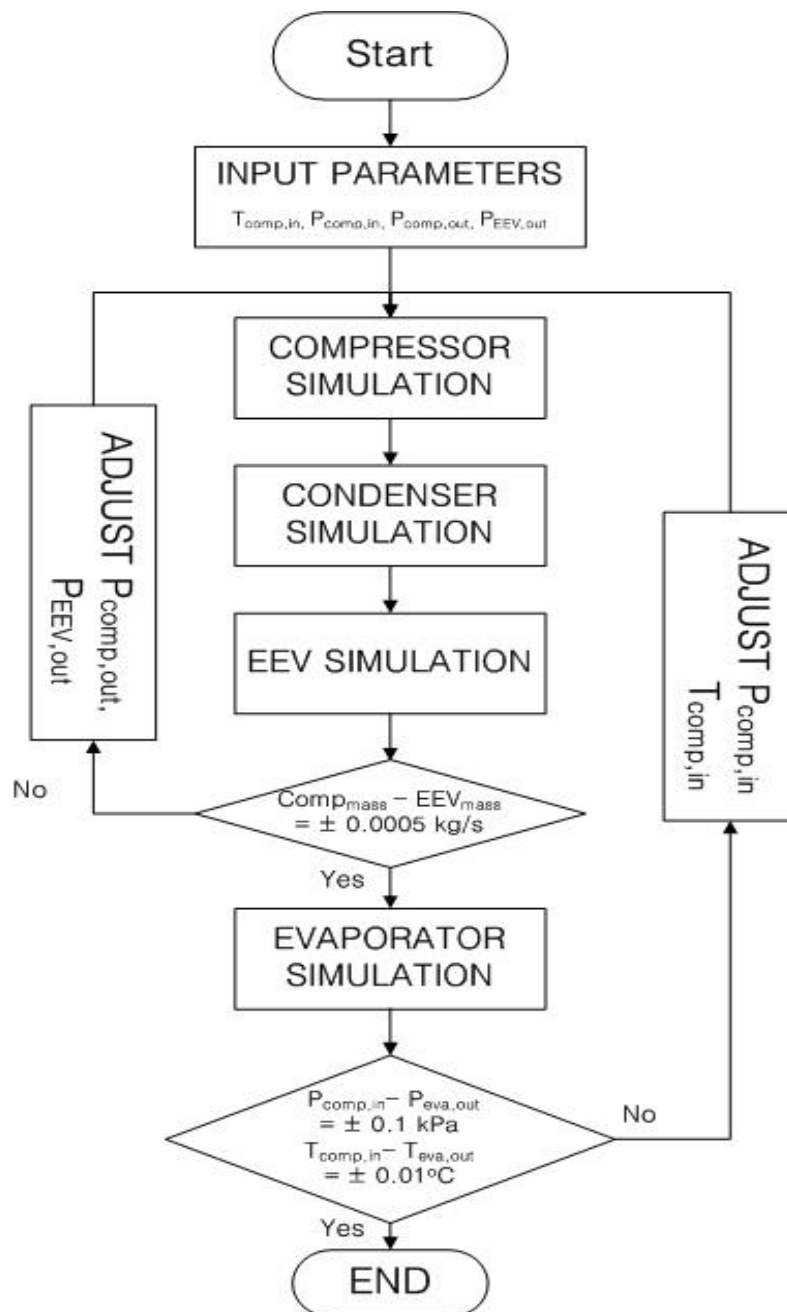 Start
INPUT PARAMETERS
Tcomp,in, Pcomp,in, Pcomp,out, PEEV,out
COMPRESSOR
SIMULATION
CONDENSER
SIMULATION
EEV SIMULATION
ADJUST Pcomp,out,
PEEV,out
ADJUST Pcomp,in
Tcomp,in
No
Compmass – EEVmass
= ± 0.0005 kg/s
Yes
EVAPORATOR
SIMULATION
Pcomp,in– Peva,out
= ± 0.1 kPa
Tcomp,in– Teva,out
= ± 0.01°C
No
Yes
END